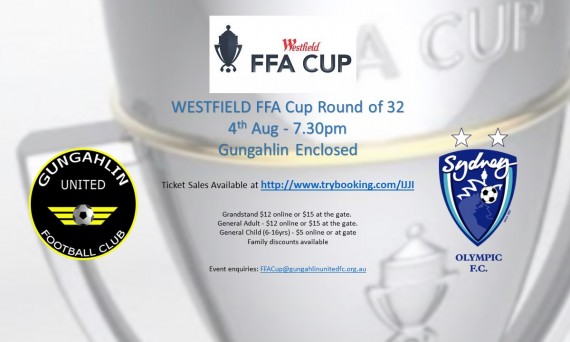 Westfield
FFA CUP
FFA CUP
WESTFIELD FFA Cup Round of 32
4th Aug - 7.30pm
Gungahlin Enclosed
GUNGAHLIN
UNITED
FOOTBALL CLUB
Sydney
OLYMPIC
F.C.
Ticket Sales Available at http://www.trybooking.com/IJJI
Grandstand $12 online or $15 at the gate.
General Adult - $12 online or $15 at the gate.
General Child (6-16yrs) - $5 online or at gate
Family discounts available
Event enquiries: FFACup@gungahlinunitedfc.org.au